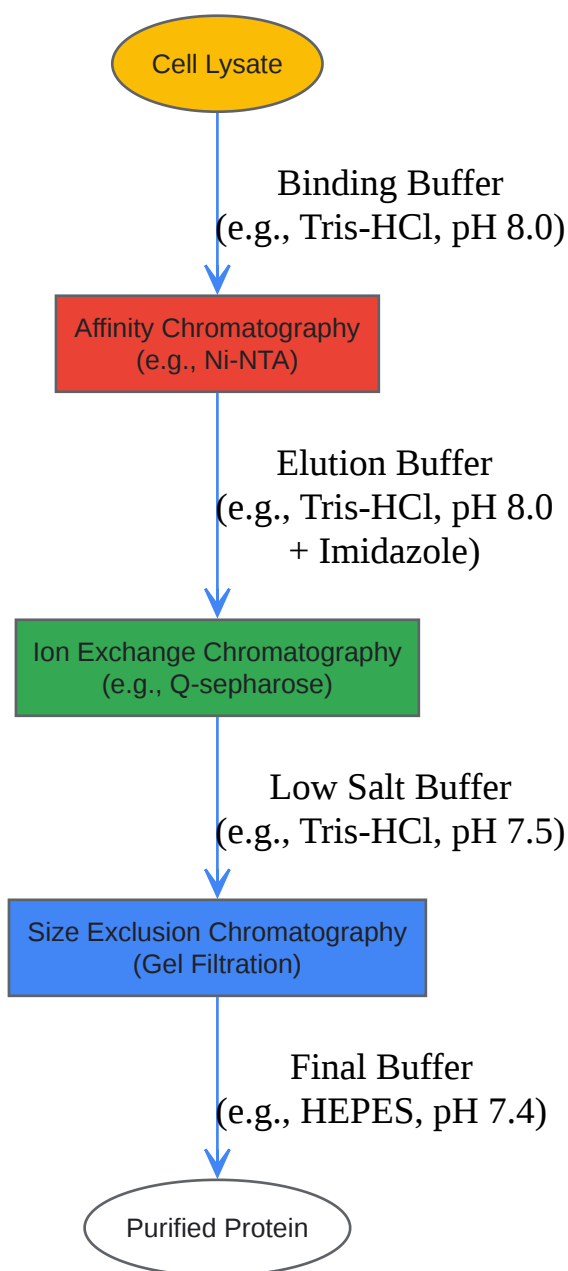 Cell Lysate
Binding Buffer
(e.g., Tris-HCl, pH 8.0)
Affinity Chromatography
(e.g., Ni-NTA)
Elution Buffer
(e.g., Tris-HCl, pH 8.0
+ Imidazole)
Ion Exchange Chromatography
(e.g., Q-sepharose)
Low Salt Buffer
(e.g., Tris-HCl, pH 7.5)
Size Exclusion Chromatography
(Gel Filtration)
Final Buffer
(e.g., HEPES, pH 7.4)
Purified Protein